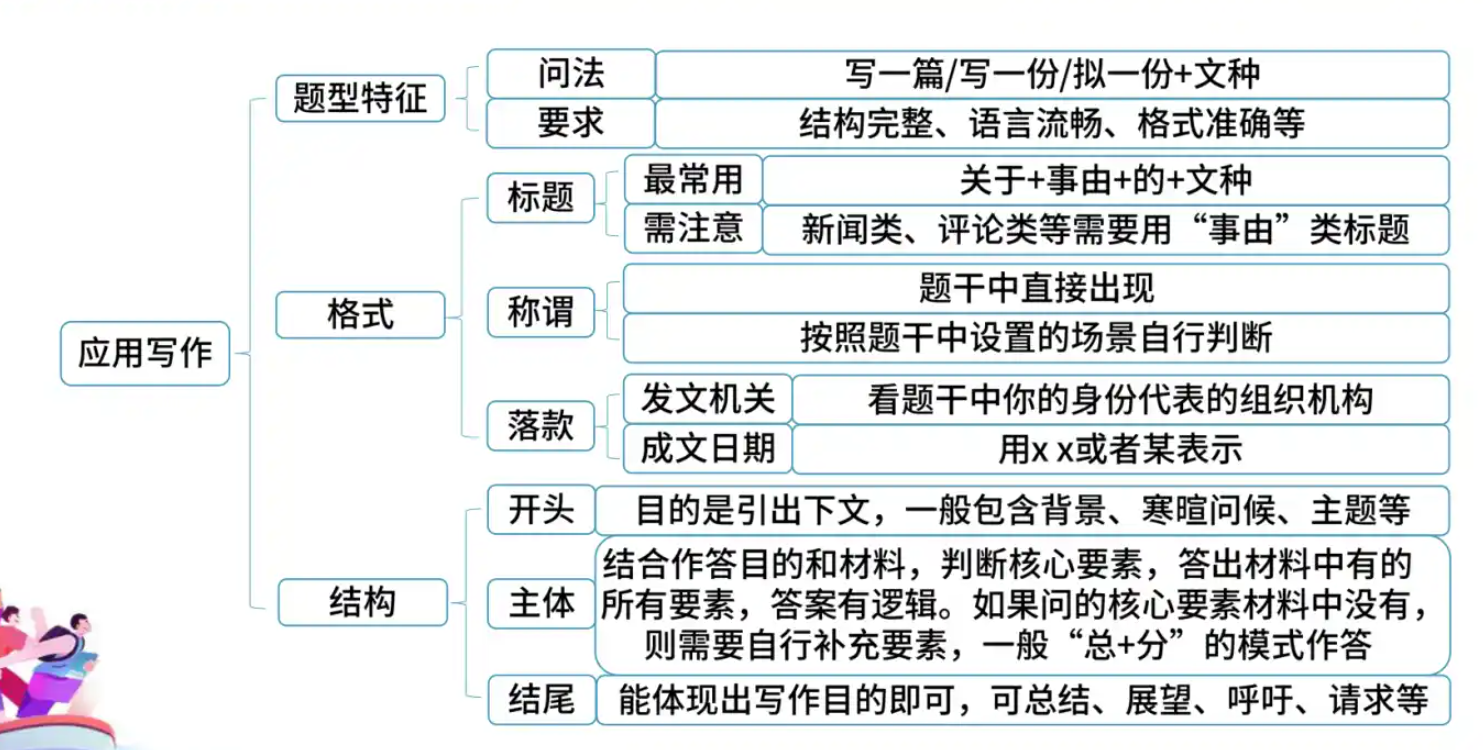 应用写作
题型特征
问法
写一篇/写一份/拟一份+文种
要求
结构完整、语言流畅、格式准确等
格式
标题
最常用
关于+事由+的+文种
需注意
新闻类、评论类等需要用“事由”类标题
称谓
题干中直接出现
按照题干中设置的场景自行判断
落款
发文机关
看题干中你的身份代表的组织机构
成文日期
用x x或者某表示
结构
开头
目的是引出下文，一般包含背景、寒暄问候、主题等
主体
结合作答目的和材料，判断核心要素，答出材料中有的
所有要素，答案有逻辑。如果问的核心要素材料中没有，
则需要自行补充要素，一般“总+分”的模式作答
结尾
能体现出写作目的即可，可总结、展望、呼吁、请求等